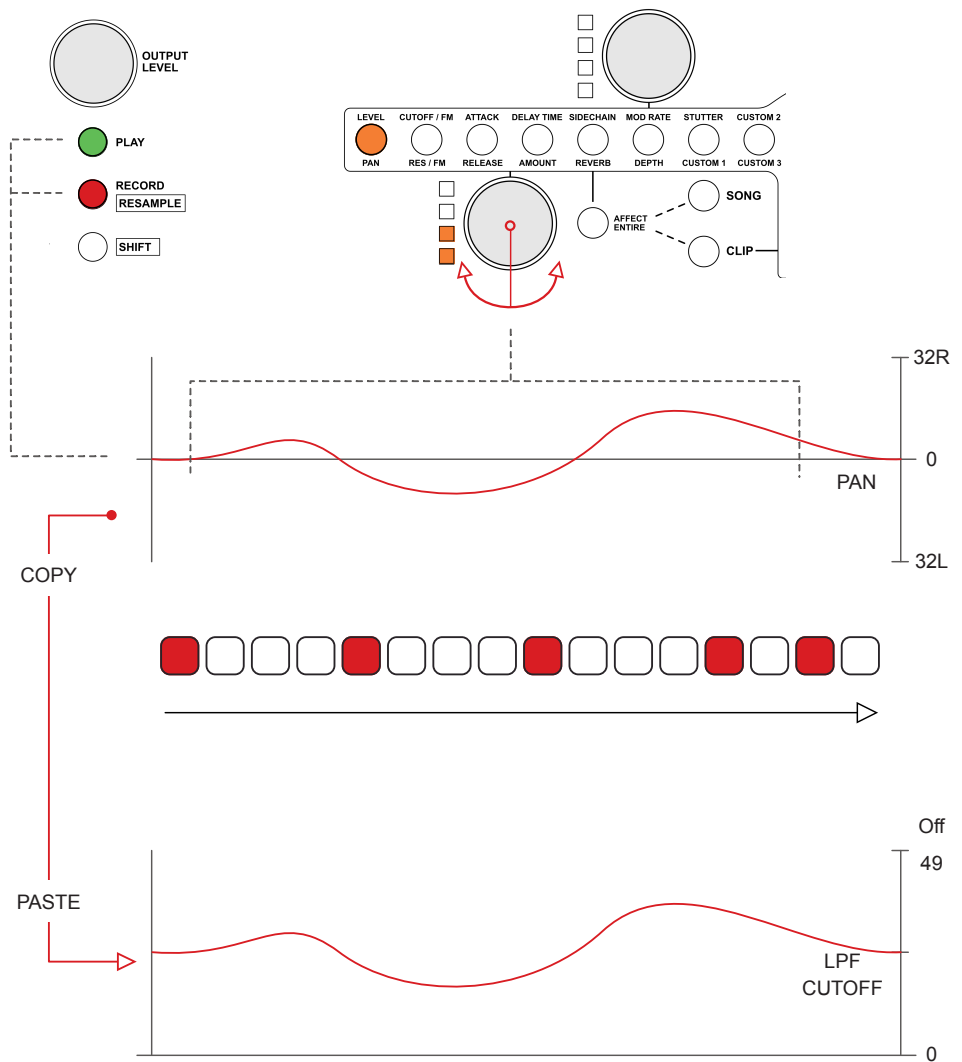 OUTPUT
LEVEL
PLAY
RECORD
RESAMPLE
SHIFT
LEVEL CUTOFF / FM ATTACK DELAY TIME SIDECHAIN MOD RATE STUTTER CUSTOM 2
PAN RES / FM RELEASE AMOUNT REVERB DEPTH CUSTOM 1 CUSTOM 3
AFFECT
ENTIRE
SONG
CLIP
32R
0
PAN
32L
COPY
Off
49
PASTE
LPF
CUTOFF
0